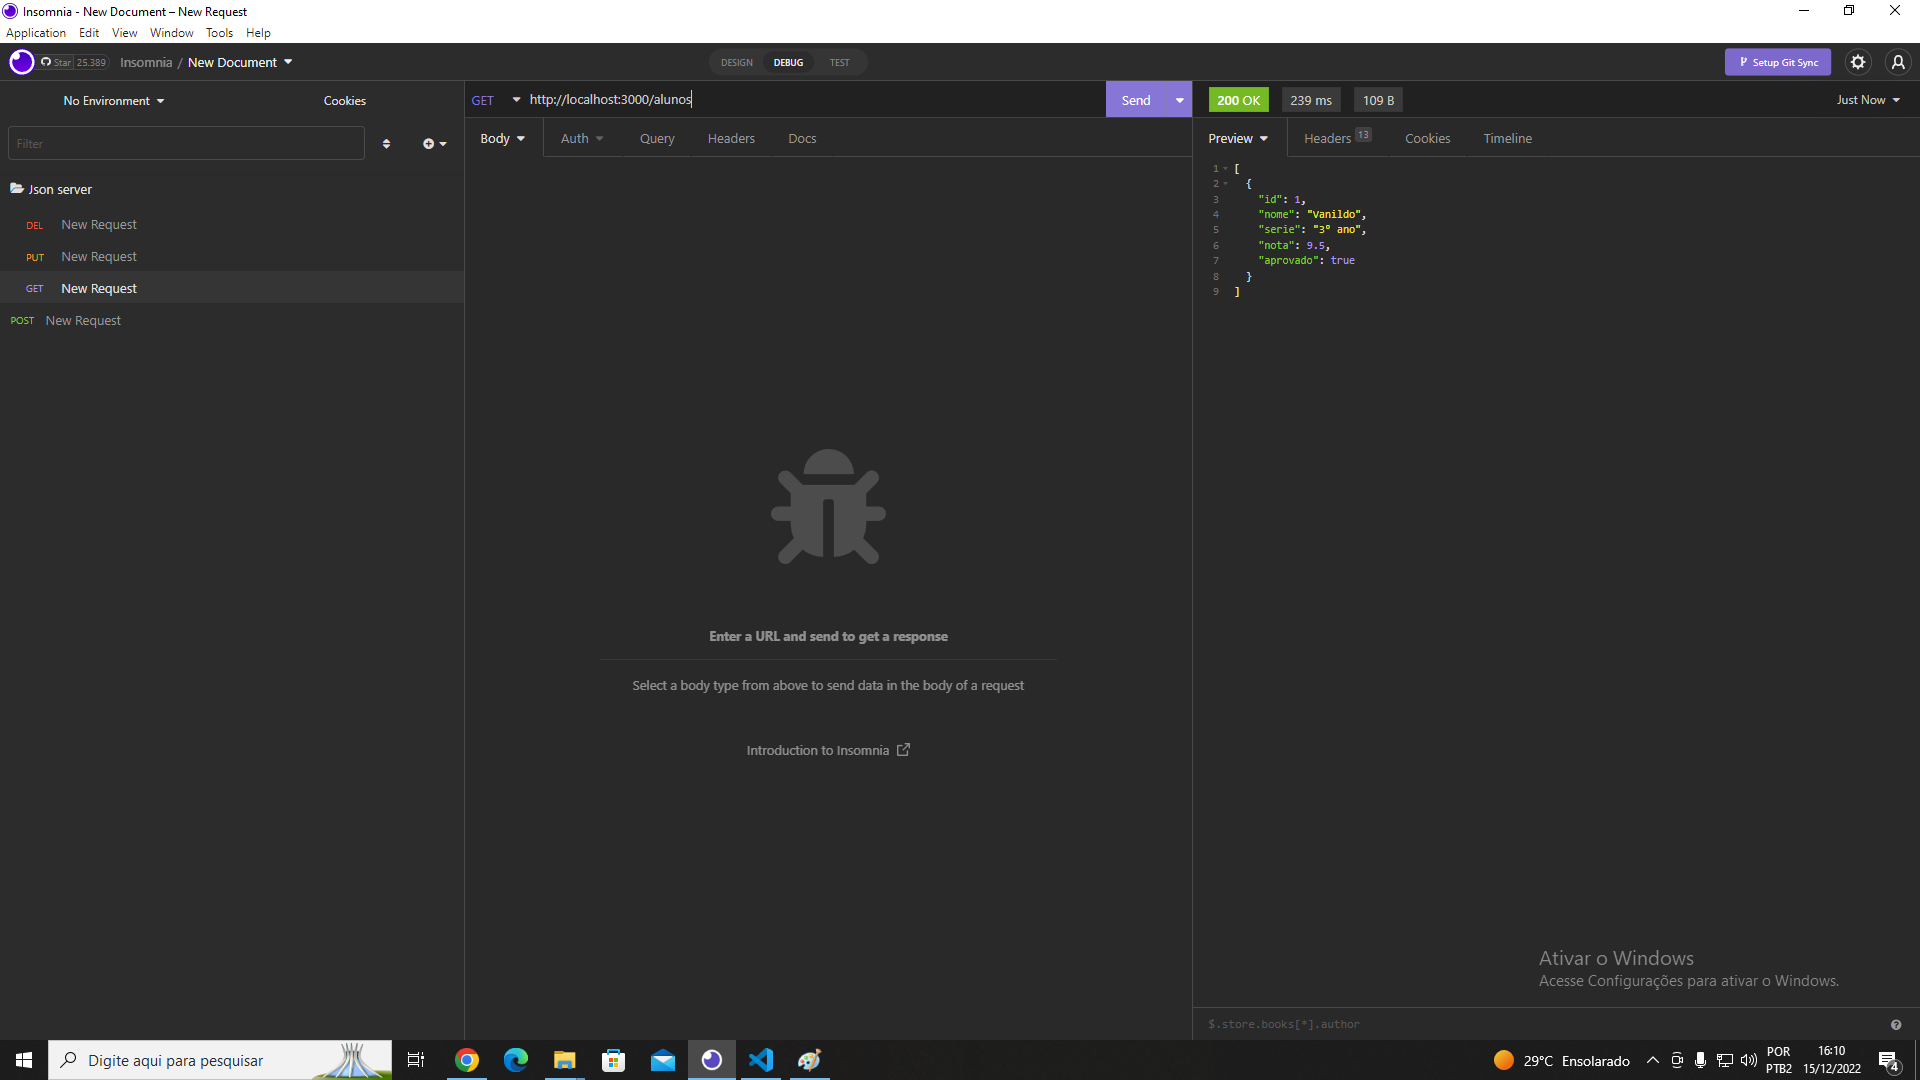 Insomnia - New Document – New Request
Application Edit View Window Tools Help
Star 25.389 Insomnia / New Document DESIGN DEBUG TEST Setup Git Sync
No Environment Cookies
Filter
Json server
DEL New Request
PUT New Request
GET New Request
POST New Request
GET http://localhost:3000/alunos Send
Body Auth Query Headers Docs
Enter a URL and send to get a response
Select a body type from above to send data in the body of a request
Introduction to Insomnia
200 OK 239 ms 109 B Just Now
Preview Headers 13 Cookies Timeline
1 [
2 {
3 "id": 1,
4 "nome": "Vanildo",
5 "serie": "3° ano",
6 "nota": 9.5,
7 "aprovado": true
8 }
9 ]
Ativar o Windows
Acesse Configurações para ativar o Windows.
$.store.books[*].author
Digite aqui para pesquisar
29°C Ensolarado
POR
PTB2
16:10
15/12/2022
4